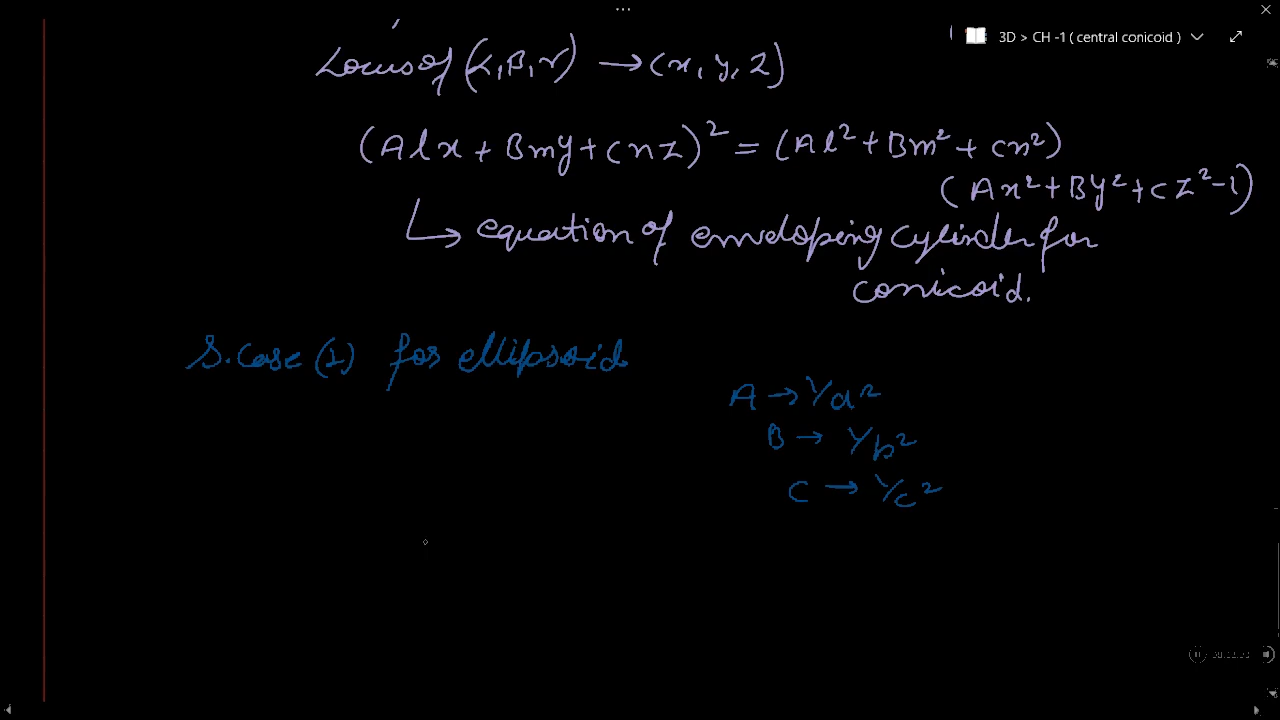 3D > CH -1 ( central conicoid )
Locus of (α, β, γ) → (x, y, z)
(Alx + Bmy + Cnz)² = (Al² + Bm² + Cn²)
(Ax² + By² + Cz² - 1)
↳ equation of enveloping cylinder for
conicoid.
S. Case (1) for ellipsoid
A → 1/a²
B → 1/b²
C → 1/c²